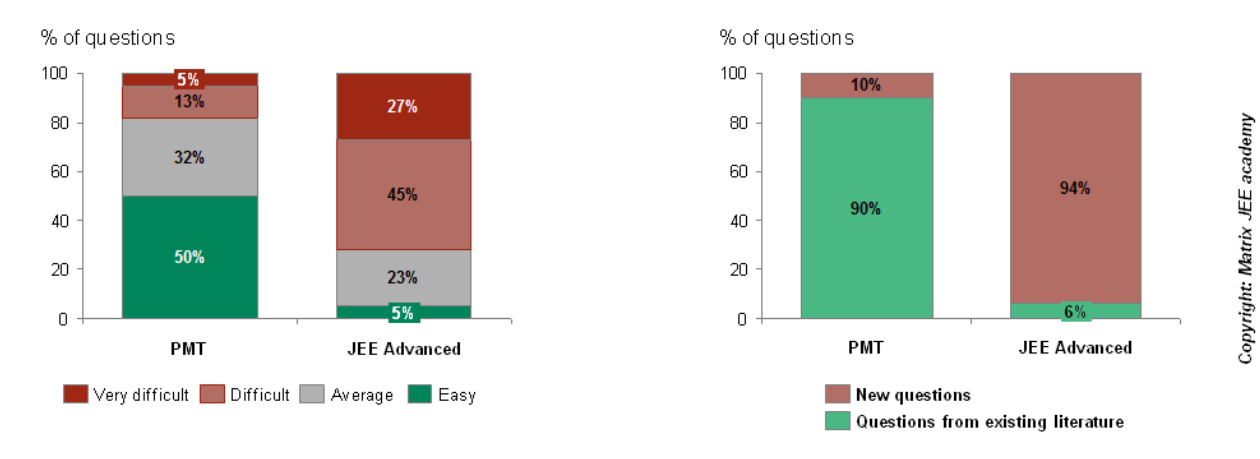 % of questions
100
80
60
40
20
0
5%
13%
32%
50%
27%
45%
23%
5%
PMT
JEE Advanced
Very difficult Difficult Average Easy
% of questions
100
80
60
40
20
0
10%
90%
94%
6%
PMT
JEE Advanced
New questions
Questions from existing literature
Copyright: Matrix JEE academy